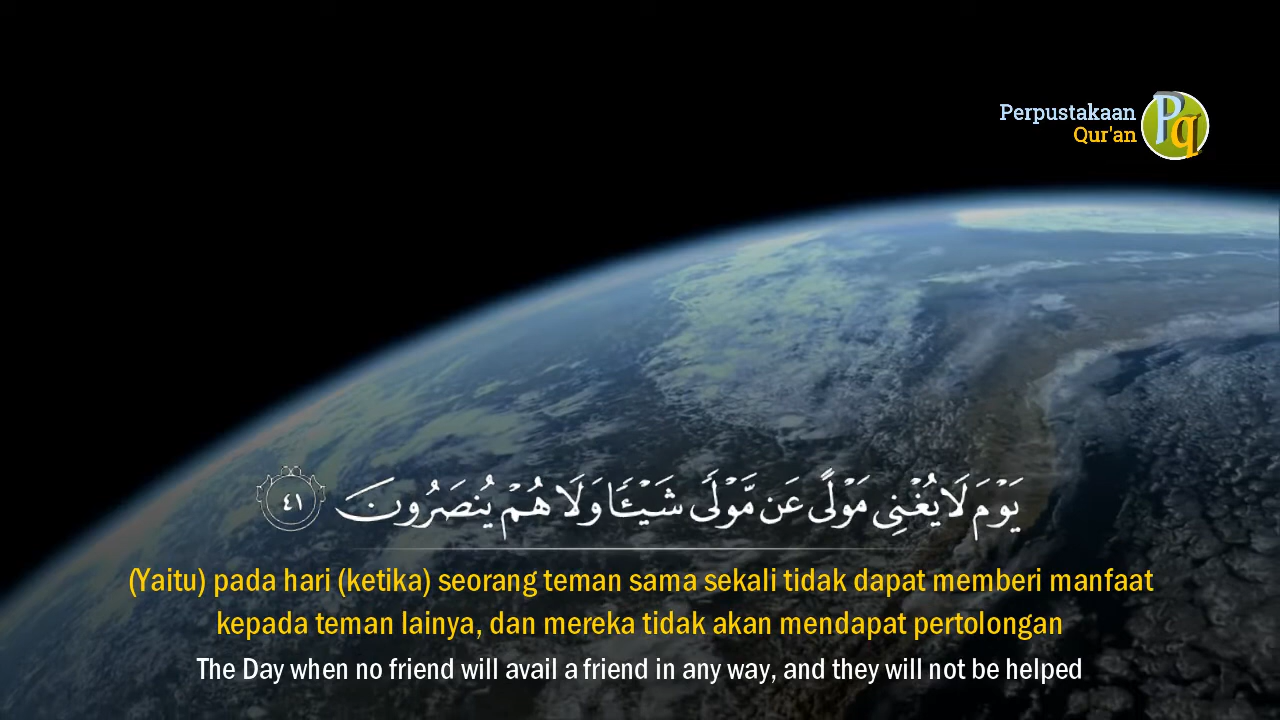 Perpustakaan
Qur'an
Pq
يَوْمَ لَا يُغْنِى مَوْلًى عَن مَّوْلًى شَيْـًٔا وَلَا هُمْ يُنصَرُونَ ٤١
(Yaitu) pada hari (ketika) seorang teman sama sekali tidak dapat memberi manfaat
kepada teman lainya, dan mereka tidak akan mendapat pertolongan
The Day when no friend will avail a friend in any way, and they will not be helped